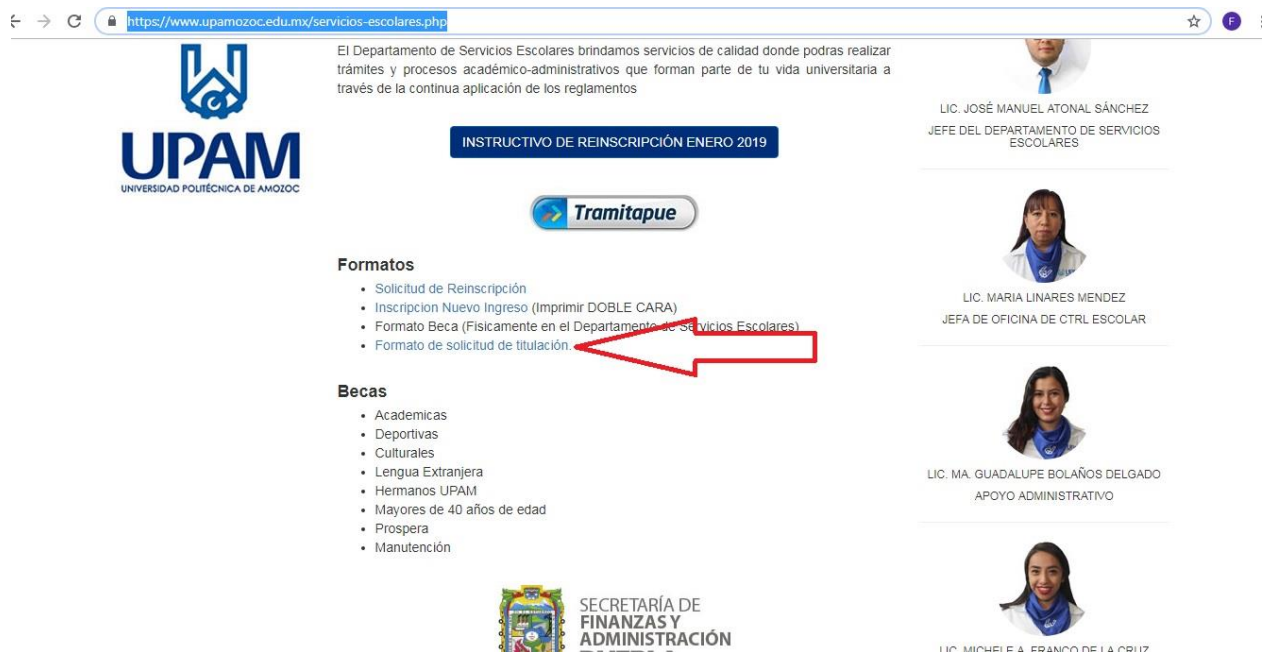 https://www.upamozoc.edu.mx/servicios-escolares.php
F
UPAM
UNIVERSIDAD POLITÉCNICA DE AMOZOC
El Departamento de Servicios Escolares brindamos servicios de calidad donde podras realizar
trámites y procesos académico-administrativos que forman parte de tu vida universitaria a
través de la continua aplicación de los reglamentos
INSTRUCTIVO DE REINSCRIPCIÓN ENERO 2019
Tramitapue
Formatos
• Solicitud de Reinscripción
• Inscripcion Nuevo Ingreso (Imprimir DOBLE CARA)
• Formato Beca (Fisicamente en el Departamento de Servicios Escolares)
• Formato de solicitud de titulación.
Becas
• Academicas
• Deportivas
• Culturales
• Lengua Extranjera
• Hermanos UPAM
• Mayores de 40 años de edad
• Prospera
• Manutención
SECRETARÍA DE
FINANZAS Y
ADMINISTRACIÓN
LIC. JOSÉ MANUEL ATONAL SÁNCHEZ
JEFE DEL DEPARTAMENTO DE SERVICIOS
ESCOLARES
LIC. MARIA LINARES MENDEZ
JEFA DE OFICINA DE CTRL ESCOLAR
LIC. MA. GUADALUPE BOLAÑOS DELGADO
APOYO ADMINISTRATIVO
LIC. MICHELE A. FRANCO DE LA CRUZ